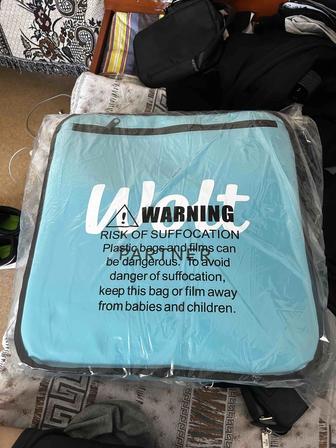 Wolt
WARNING
RISK OF SUFFOCATION
PARTNER
Plastic bags and films can
be dangerous. To avoid
danger of suffocation,
keep this bag or film away
from babies and children.